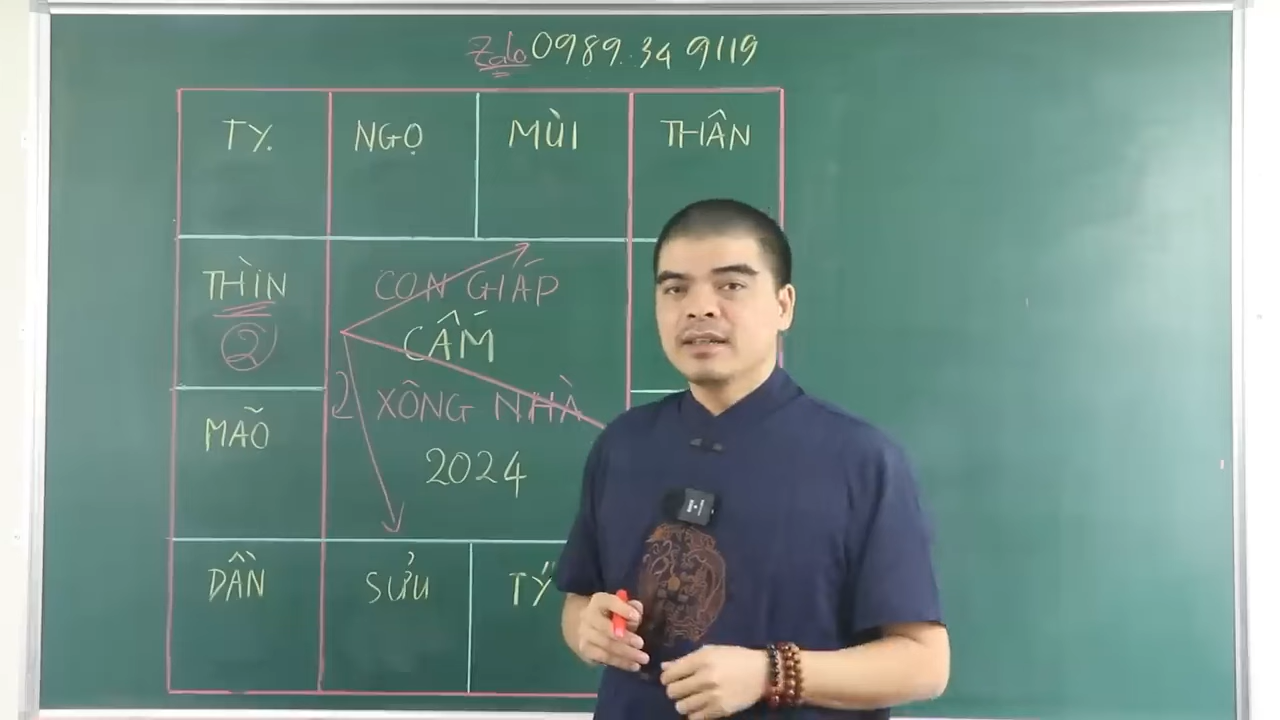 Zalo 0989.34 9119
TỴ
NGỌ
MÙI
THÂN
THÌN
2
CON GIÁP
CẤM
2
XÔNG NHÀ
2024
MÃO
DẦN
SỬU
TÝ